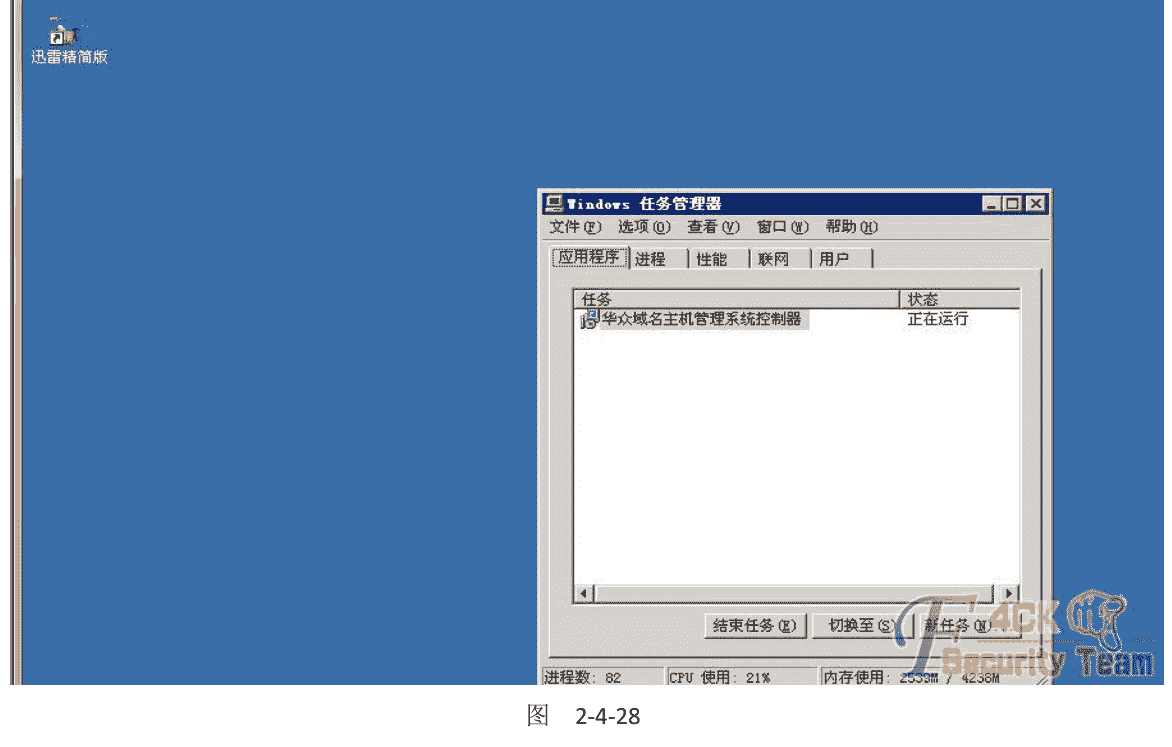 迅雷精简版
Windows 任务管理器
文件(F) 选项(O) 查看(V) 窗口(W) 帮助(H)
应用程序 进程 性能 联网 用户
任务 状态
华众域名主机管理系统控制器 正在运行
结束任务(E) 切换至(S) 新任务(N)...
进程数: 82 CPU 使用: 21% 内存使用: 2539M / 4238M
F4CK
Security Team
图 2-4-28